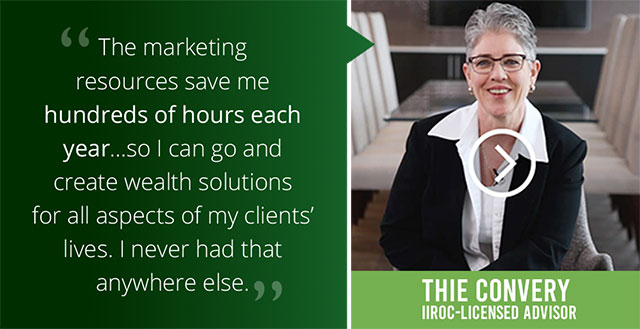 “ The marketing
resources save me
hundreds of hours each
year...so I can go and
create wealth solutions
for all aspects of my clients’
lives. I never had that
anywhere else. ”
THIE CONVERY
IIROC-LICENSED ADVISOR